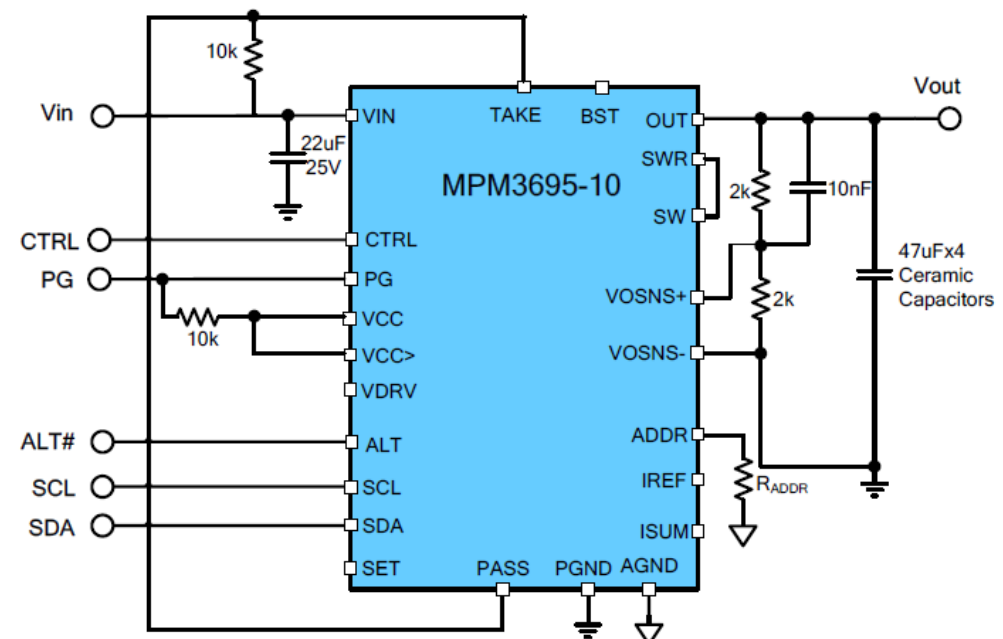 10k
Vin
22uF
25V
CTRL
PG
10k
ALT#
SCL
SDA
VIN
CTRL
PG
VCC
VCC>
VDRV
ALT
SCL
SDA
SET
TAKE
BST
MPM3695-10
PASS
PGND
AGND
OUT
SWR
SW
VOSNS+
VOSNS-
ADDR
IREF
ISUM
Vout
2k
10nF
2k
47uFx4
Ceramic
Capacitors
RADDR